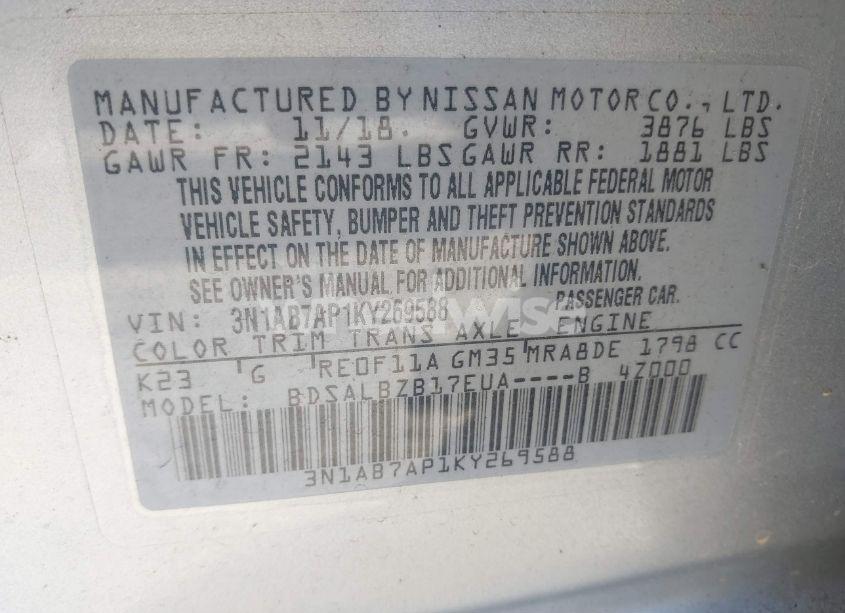 MANUFACTURED BY NISSAN MOTOR CO., LTD.
DATE: 11/18. GVWR: 3876 LBS
GAWR FR: 2143 LBS GAWR RR: 1881 LBS
THIS VEHICLE CONFORMS TO ALL APPLICABLE FEDERAL MOTOR
VEHICLE SAFETY, BUMPER AND THEFT PREVENTION STANDARDS
IN EFFECT ON THE DATE OF MANUFACTURE SHOWN ABOVE.
SEE OWNER'S MANUAL FOR ADDITIONAL INFORMATION.
VIN: 3N1AB7AP1KY269588 PASSENGER CAR.
COLOR TRIM TRANS AXLE ENGINE
K23 'G 'RE0F11A GM35 'MRA8DE 1798 CC
MODEL: BDSALBZB17EUA----B 4Z000
3N1AB7AP1KY269588